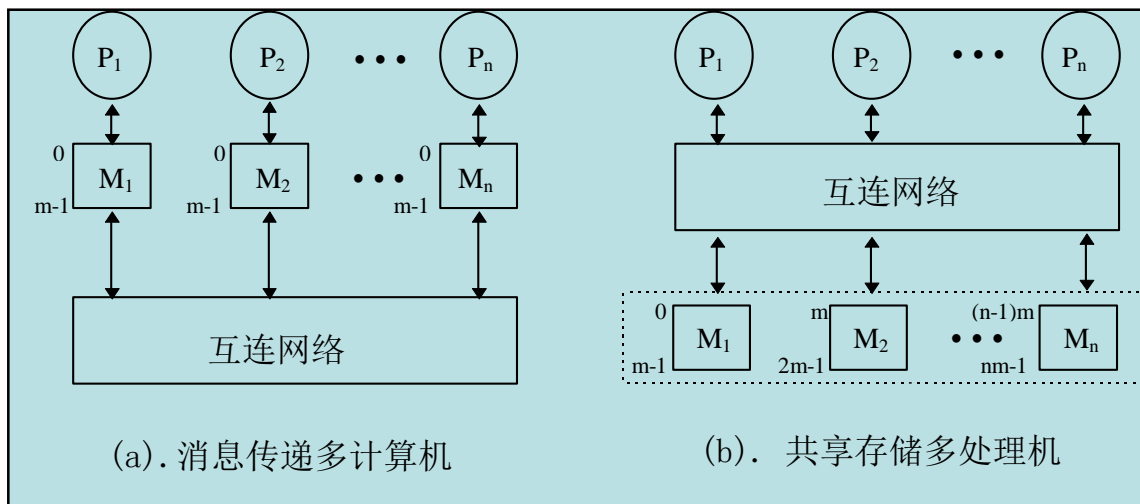 P1 P2 ••• Pn
0 M1 m-1
0 M2 m-1
•••
0 Mn m-1
互连网络
(a).消息传递多计算机
P1 P2 ••• Pn
互连网络
0 M1 m-1
m M2 2m-1
•••
(n-1)m Mn nm-1
(b). 共享存储多处理机